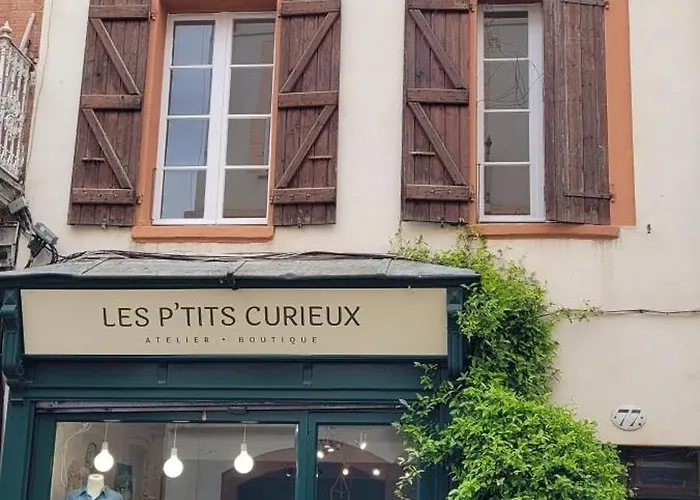 LES P'TITS CURIEUX
ATELIER • BOUTIQUE
77